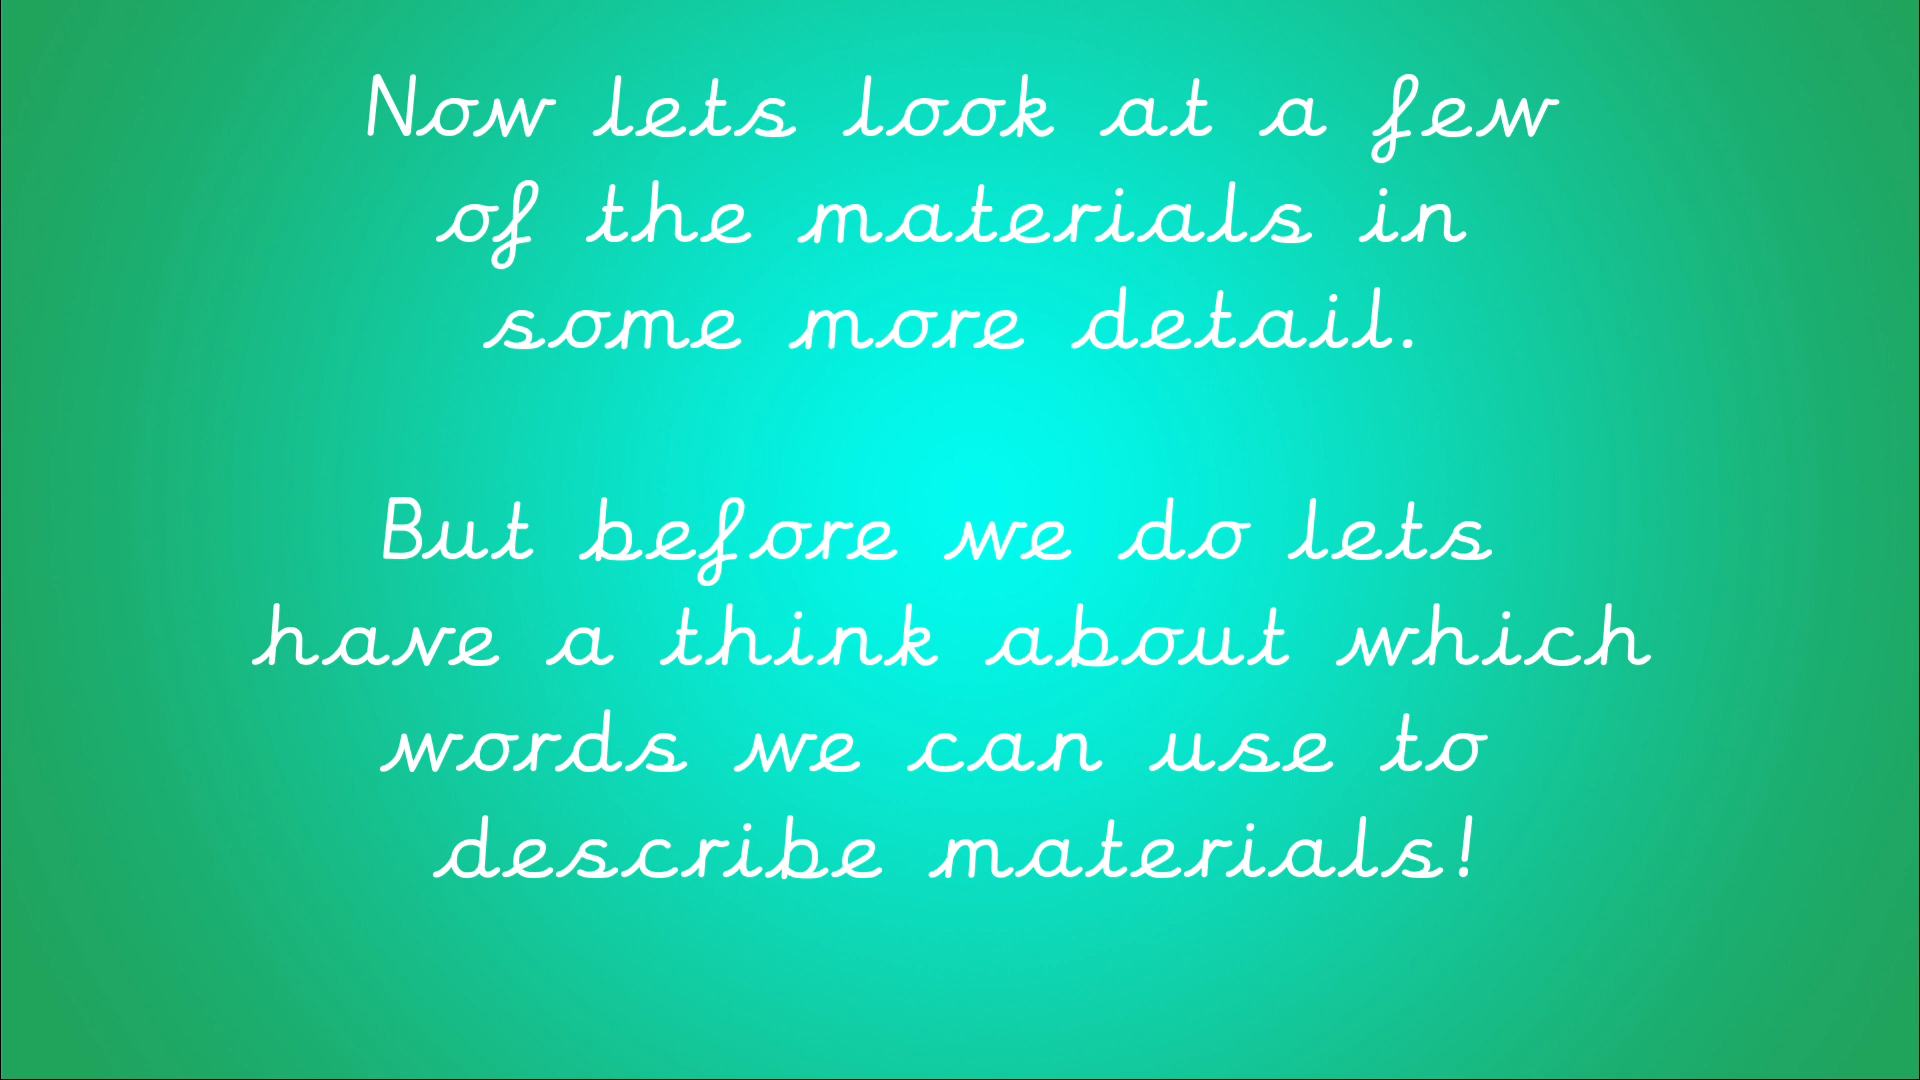 Now lets look at a few
of the materials in
some more detail.
But before we do lets
have a think about which
words we can use to
describe materials!